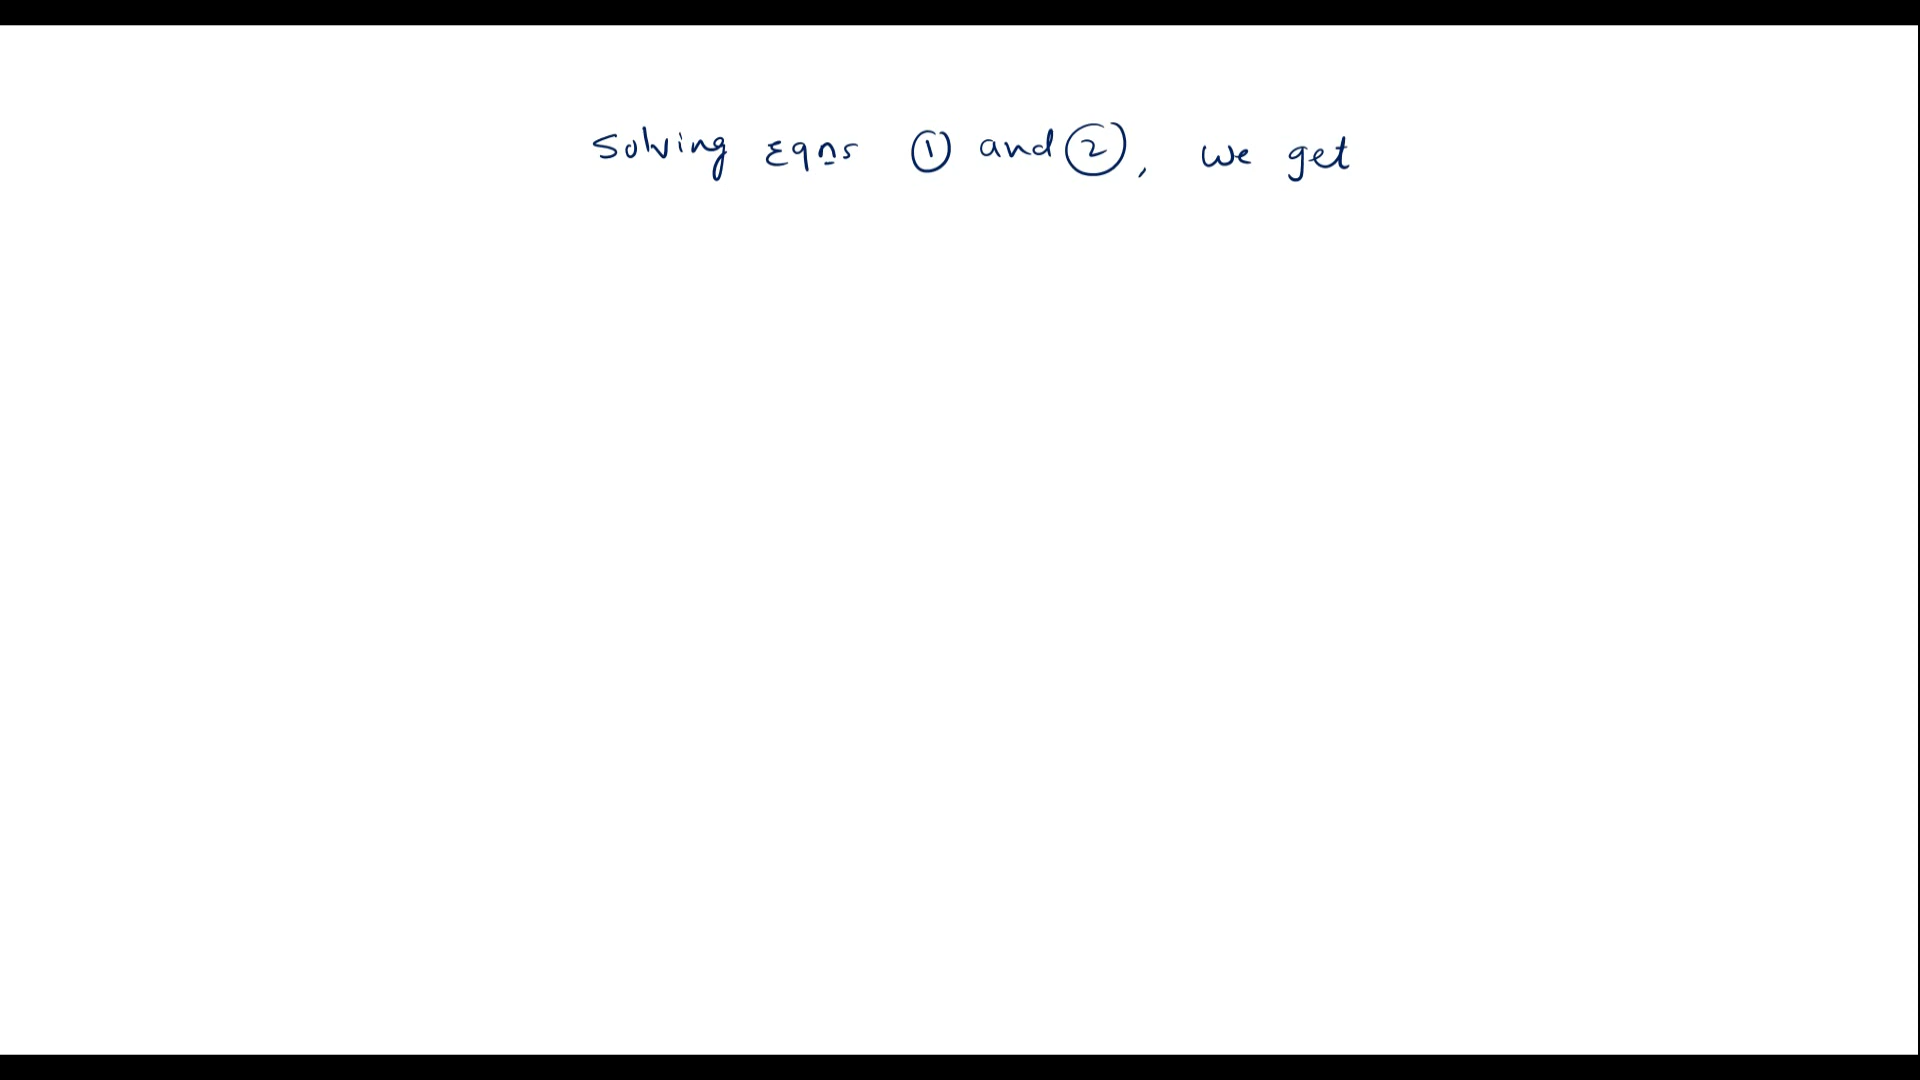 Solving Eqns ① and ②, we get